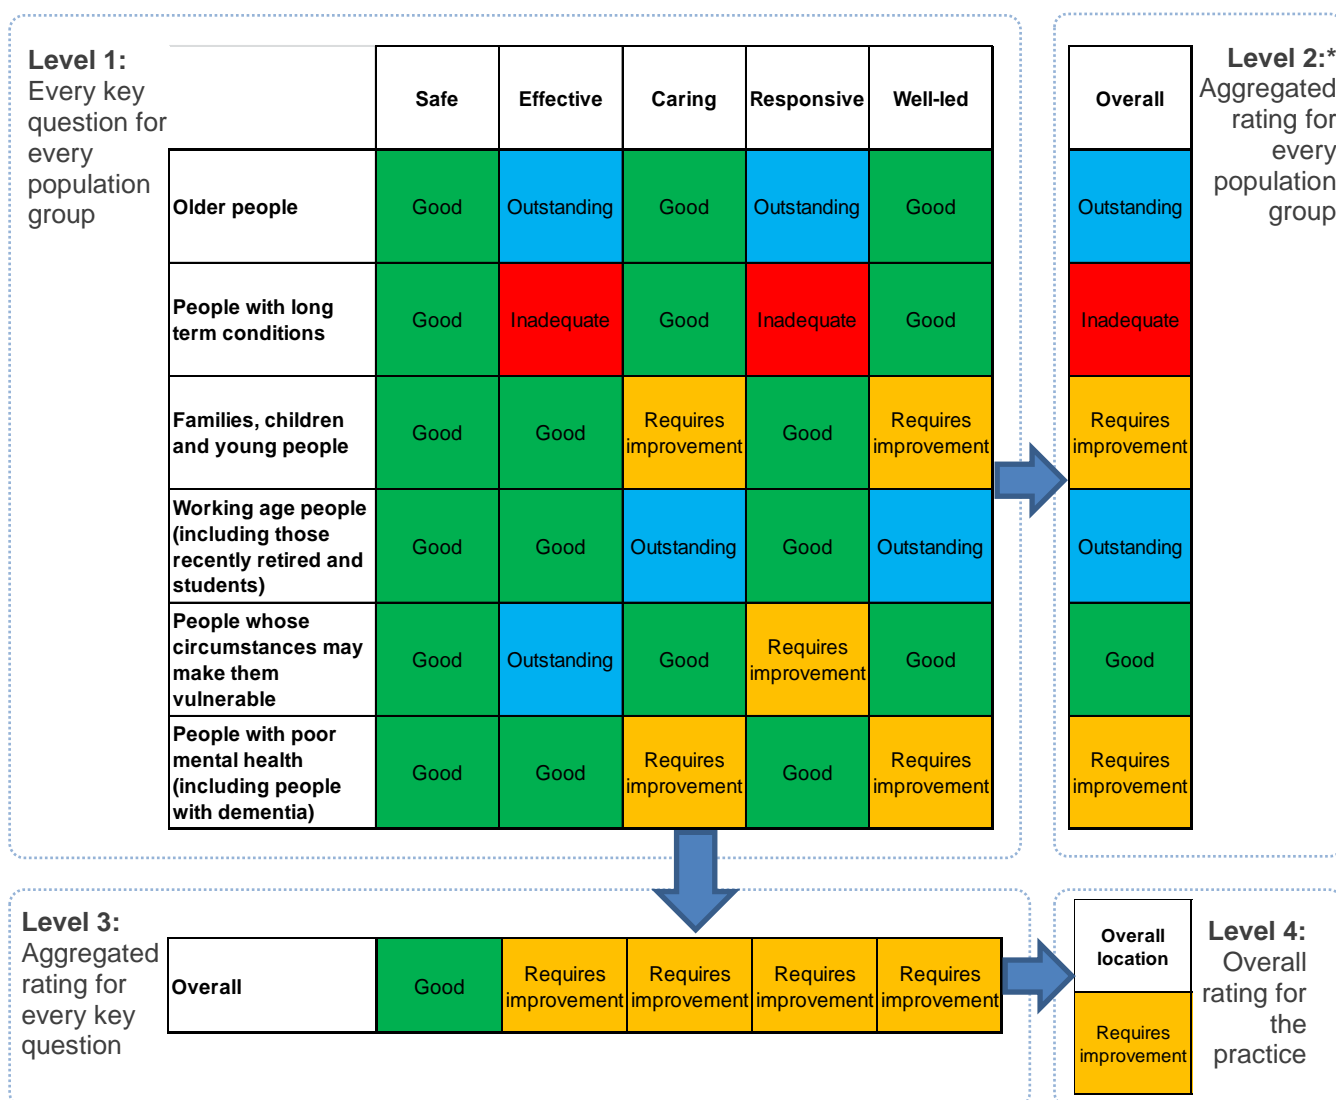 Level 1:
Every key
question for
every
population
group
Safe
Effective
Caring
Responsive
Well-led
Older people
Good
Outstanding
Good
Outstanding
Good
People with long
term conditions
Good
Inadequate
Good
Inadequate
Good
Families, children
and young people
Good
Good
Requires
improvement
Good
Requires
improvement
Working age people
(including those
recently retired and
students)
Good
Good
Outstanding
Good
Outstanding
People whose
circumstances may
make them
vulnerable
Good
Outstanding
Good
Requires
improvement
Good
People with poor
mental health
(including people
with dementia)
Good
Good
Requires
improvement
Good
Requires
improvement
Overall
Outstanding
Inadequate
Requires
improvement
Outstanding
Good
Requires
improvement
Level 2:*
Aggregated
rating for
every
population
group
Level 3:
Aggregated
rating for
every key
question
Overall
Good
Requires
improvement
Requires
improvement
Requires
improvement
Requires
improvement
Overall
location
Requires
improvement
Level 4:
Overall
rating for
the
practice